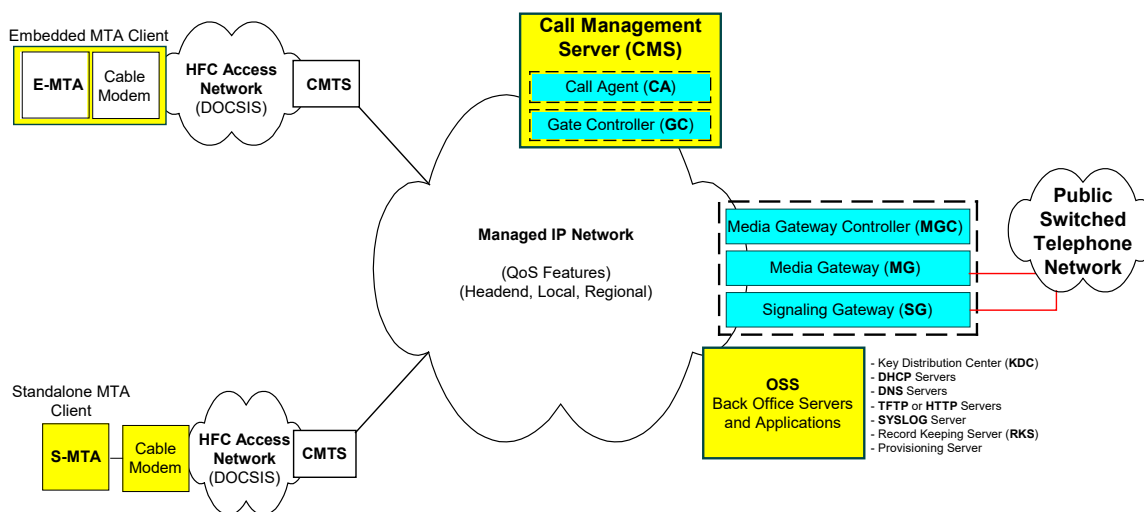 Embedded MTA Client
E-MTA
Cable
Modem
HFC Access
Network
(DOCSIS)
CMTS
Call Management
Server (CMS)
Call Agent (CA)
Gate Controller (GC)
Managed IP Network
(QoS Features)
(Headend, Local, Regional)
Media Gateway Controller (MGC)
Media Gateway (MG)
Signaling Gateway (SG)
Public
Switched
Telephone
Network
Standalone MTA
Client
S-MTA
Cable
Modem
HFC Access
Network
(DOCSIS)
CMTS
OSS
Back Office Servers
and Applications
- Key Distribution Center (KDC)
- DHCP Servers
- DNS Servers
- TFTP or HTTP Servers
- SYSLOG Server
- Record Keeping Server (RKS)
- Provisioning Server